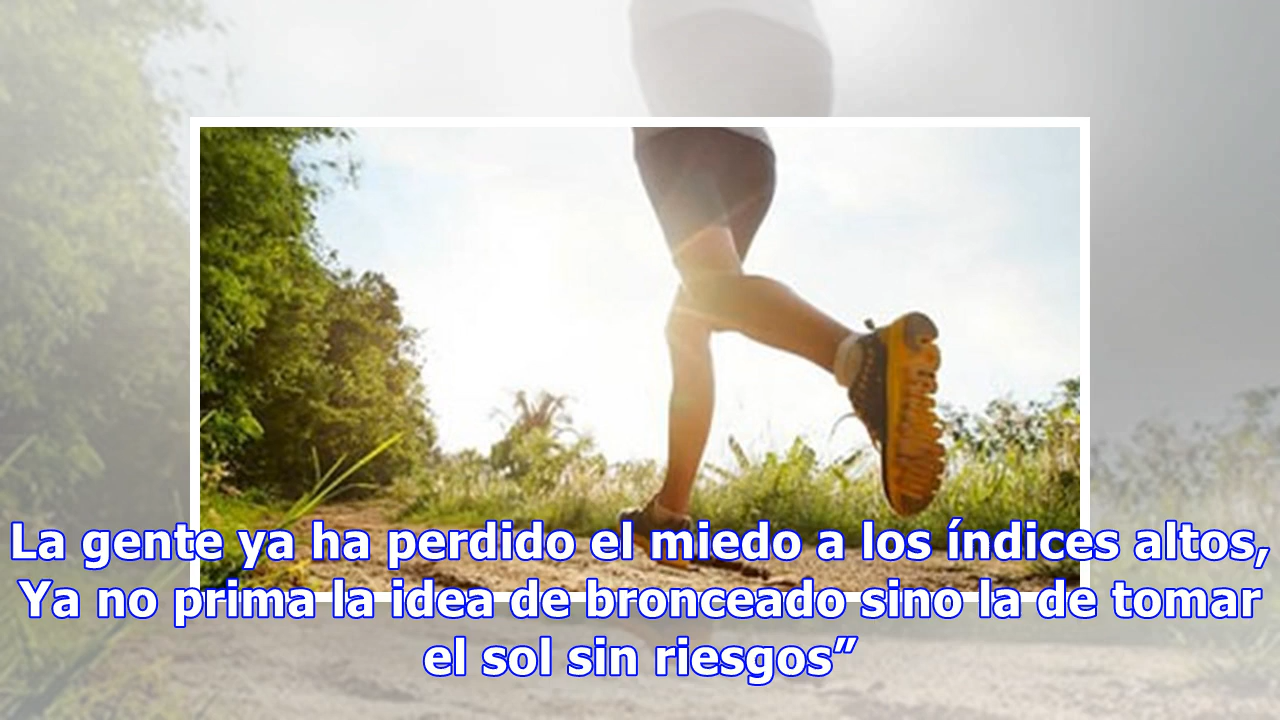 La gente ya ha perdido el miedo a los índices altos,
Ya no prima la idea de bronceado sino la de tomar
el sol sin riesgos”